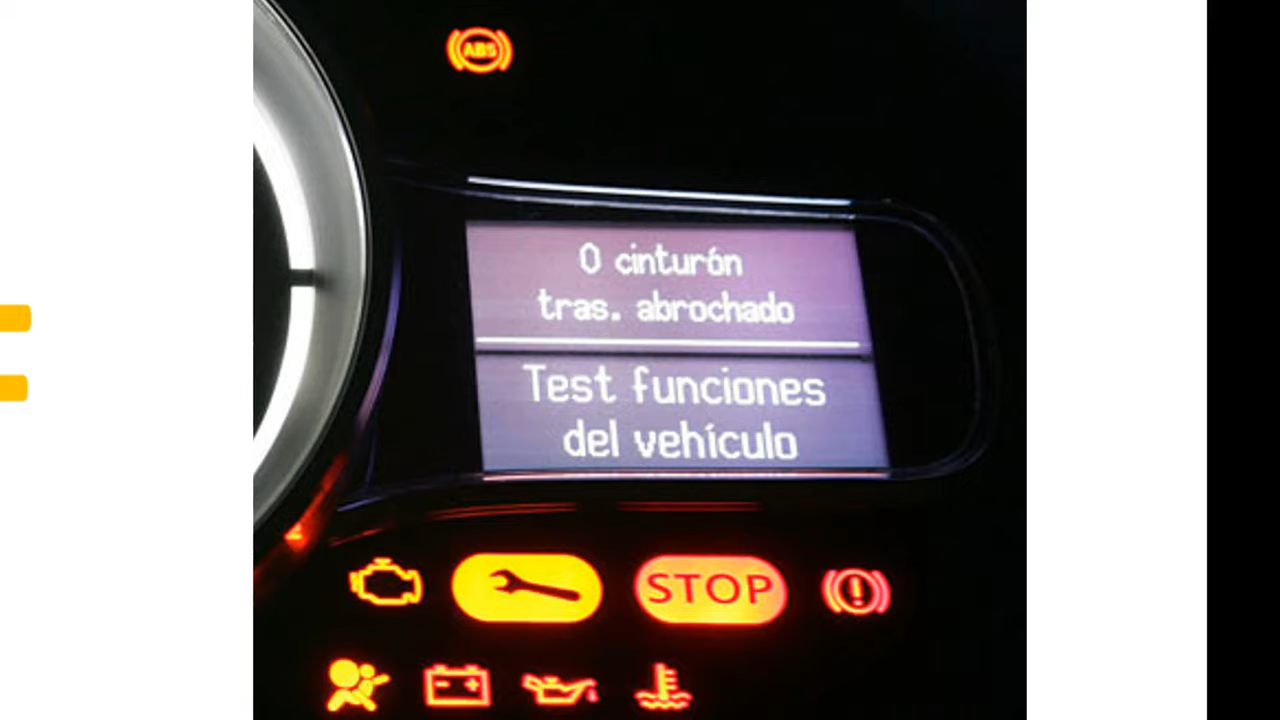 ABS
0 cinturón
tras. abrochado
Test funciones
del vehículo
STOP